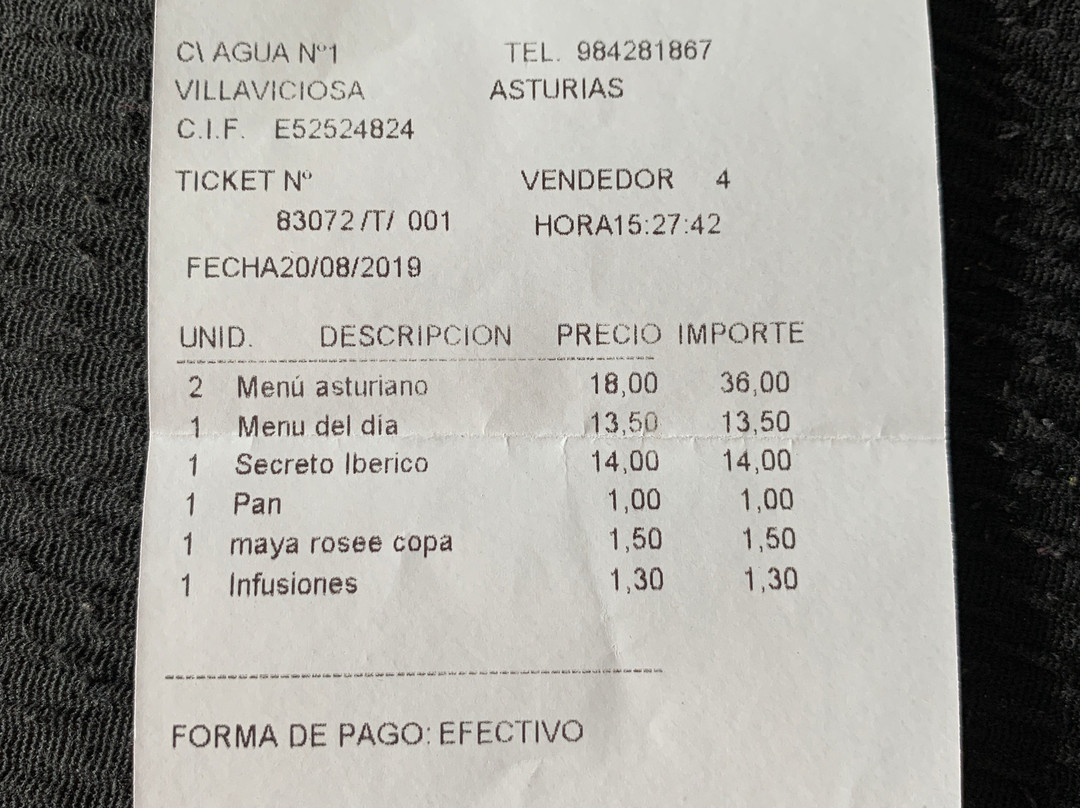 C\ AGUA Nº1 TEL. 984281867
VILLAVICIOSA ASTURIAS
C.I.F. E52524824
TICKET Nº VENDEDOR 4
83072 /T/ 001 HORA15:27:42
FECHA20/08/2019
UNID. DESCRIPCION PRECIO IMPORTE
2 Menú asturiano 18,00 36,00
1 Menu del dia 13,50 13,50
1 Secreto Iberico 14,00 14,00
1 Pan 1,00 1,00
1 maya rosee copa 1,50 1,50
1 Infusiones 1,30 1,30
FORMA DE PAGO: EFECTIVO